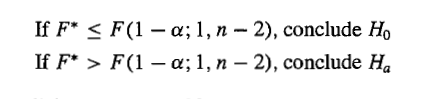 If F* ≤ F(1 − α; 1, n − 2), conclude H₀
If F* > F(1 − α; 1, n − 2), conclude Hₐ